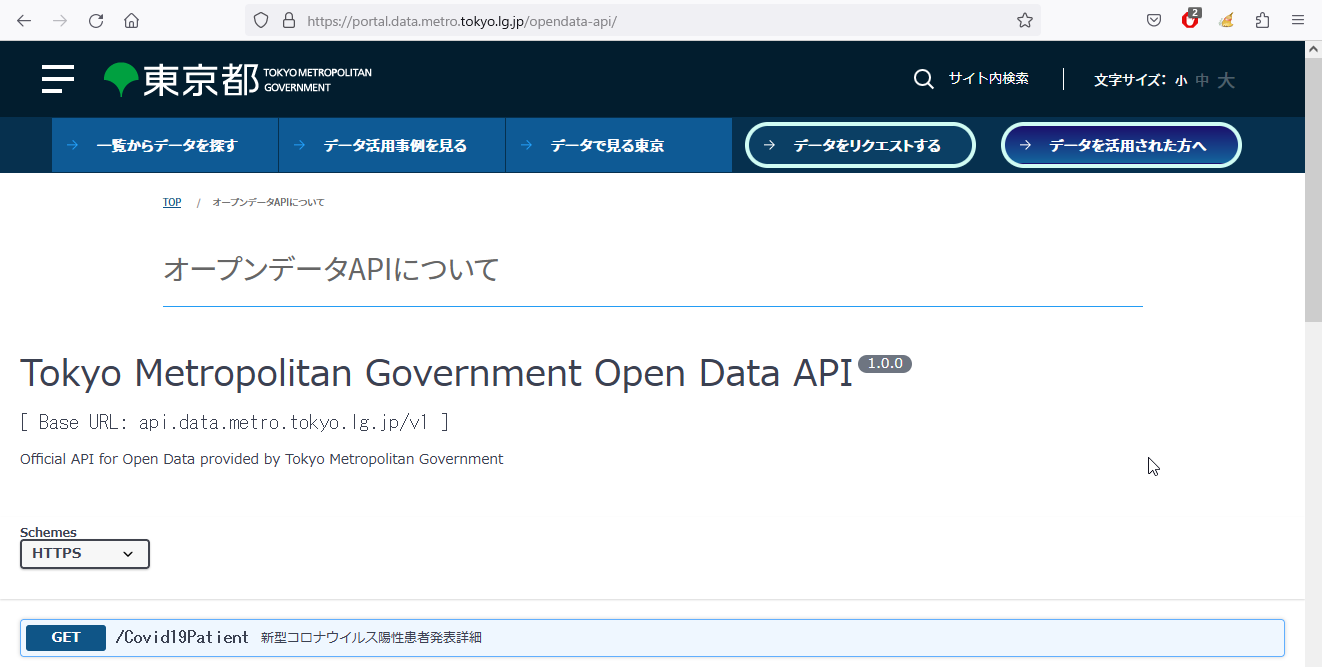 https://portal.data.metro.tokyo.lg.jp/opendata-api/
2
東京都 TOKYO METROPOLITAN GOVERNMENT
サイト内検索
文字サイズ: 小 中 大
一覧からデータを探す
データ活用事例を見る
データで見る東京
データをリクエストする
データを活用された方へ
TOP / オープンデータAPIについて
オープンデータAPIについて
Tokyo Metropolitan Government Open Data API 1.0.0
[ Base URL: api.data.metro.tokyo.lg.jp/v1 ]
Official API for Open Data provided by Tokyo Metropolitan Government
Schemes
HTTPS
GET /Covid19Patient 新型コロナウイルス陽性患者発表詳細